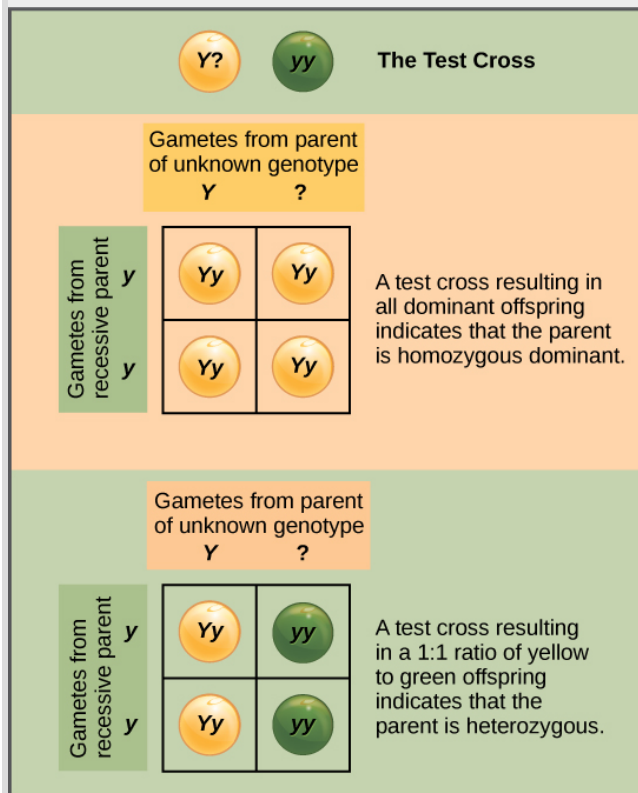 Y? yy The Test Cross
Gametes from parent
of unknown genotype
Y ?
Gametes from
recessive parent
y Yy Yy
y Yy Yy
A test cross resulting in
all dominant offspring
indicates that the parent
is homozygous dominant.
Gametes from parent
of unknown genotype
Y ?
Gametes from
recessive parent
y Yy yy
y Yy yy
A test cross resulting
in a 1:1 ratio of yellow
to green offspring
indicates that the
parent is heterozygous.